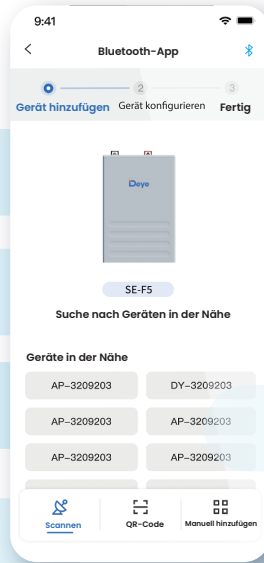 9:41
Bluetooth-App
2 3
Gerät hinzufügen Gerät konfigurieren Fertig
Deye
SE-F5
Suche nach Geräten in der Nähe
Geräte in der Nähe
AP-3209203 DY-3209203
AP-3209203 AP-3209203
AP-3209203 AP-3209203
Scannen QR-Code Manuell hinzufügen